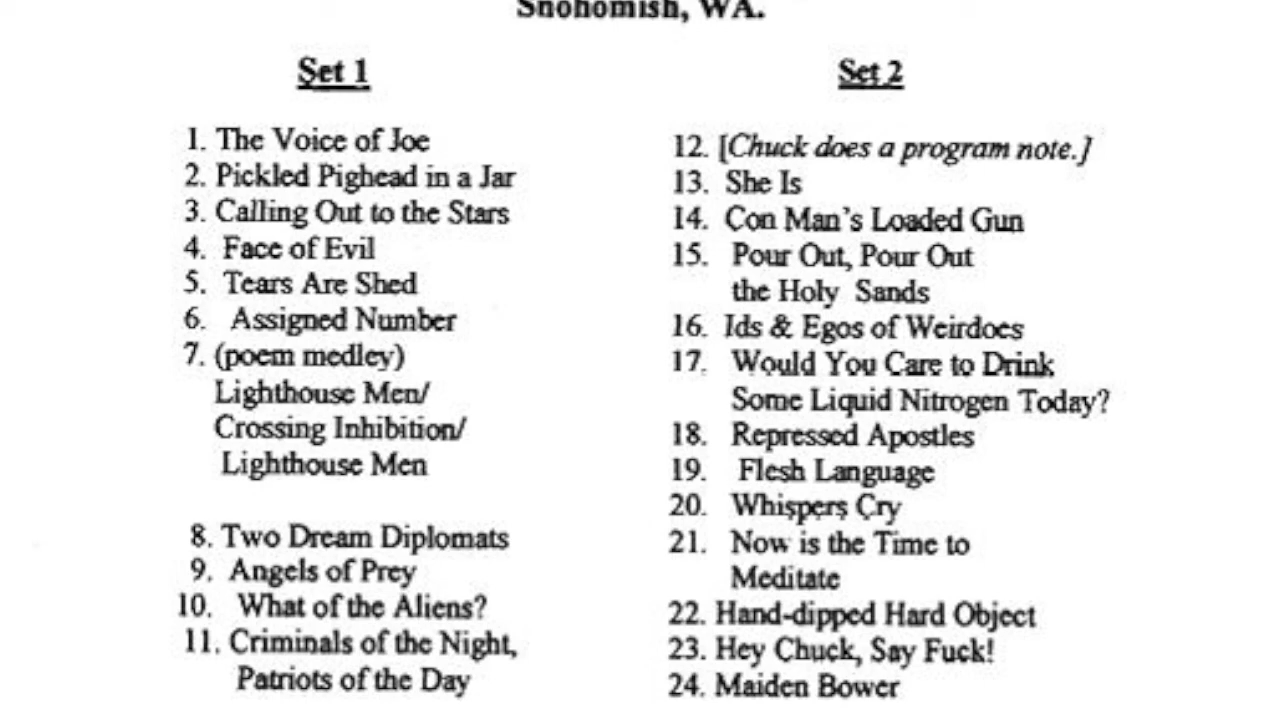 Snohomish, WA.
Set 1
1. The Voice of Joe
2. Pickled Pighead in a Jar
3. Calling Out to the Stars
4. Face of Evil
5. Tears Are Shed
6. Assigned Number
7. (poem medley)
Lighthouse Men/
Crossing Inhibition/
Lighthouse Men
8. Two Dream Diplomats
9. Angels of Prey
10. What of the Aliens?
11. Criminals of the Night,
Patriots of the Day
Set 2
12. [Chuck does a program note.]
13. She Is
14. Con Man's Loaded Gun
15. Pour Out, Pour Out
the Holy Sands
16. Ids & Egos of Weirdoes
17. Would You Care to Drink
Some Liquid Nitrogen Today?
18. Repressed Apostles
19. Flesh Language
20. Whispers Cry
21. Now is the Time to
Meditate
22. Hand-dipped Hard Object
23. Hey Chuck, Say Fuck!
24. Maiden Bower